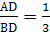 AD/BD = 1/3